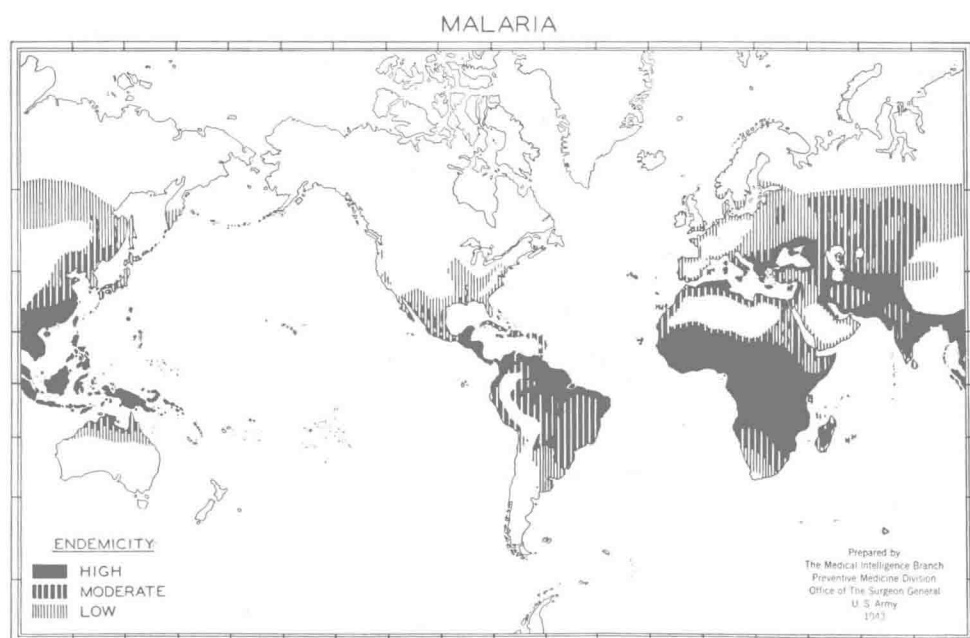 MALARIA
ENDEMICITY
HIGH
MODERATE
LOW
Prepared by
The Medical Intelligence Branch
Preventive Medicine Division
Office of The Surgeon General
U. S. Army
1943